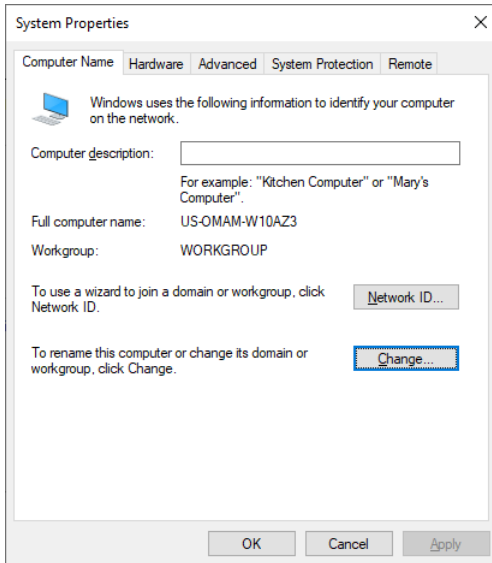 System Properties
Computer Name
Hardware
Advanced
System Protection
Remote
Windows uses the following information to identify your computer
on the network.
Computer description:
For example: "Kitchen Computer" or "Mary's
Computer".
Full computer name: US-OMAM-W10AZ3
Workgroup: WORKGROUP
To use a wizard to join a domain or workgroup, click
Network ID.
Network ID...
To rename this computer or change its domain or
workgroup, click Change.
Change...
OK
Cancel
Apply